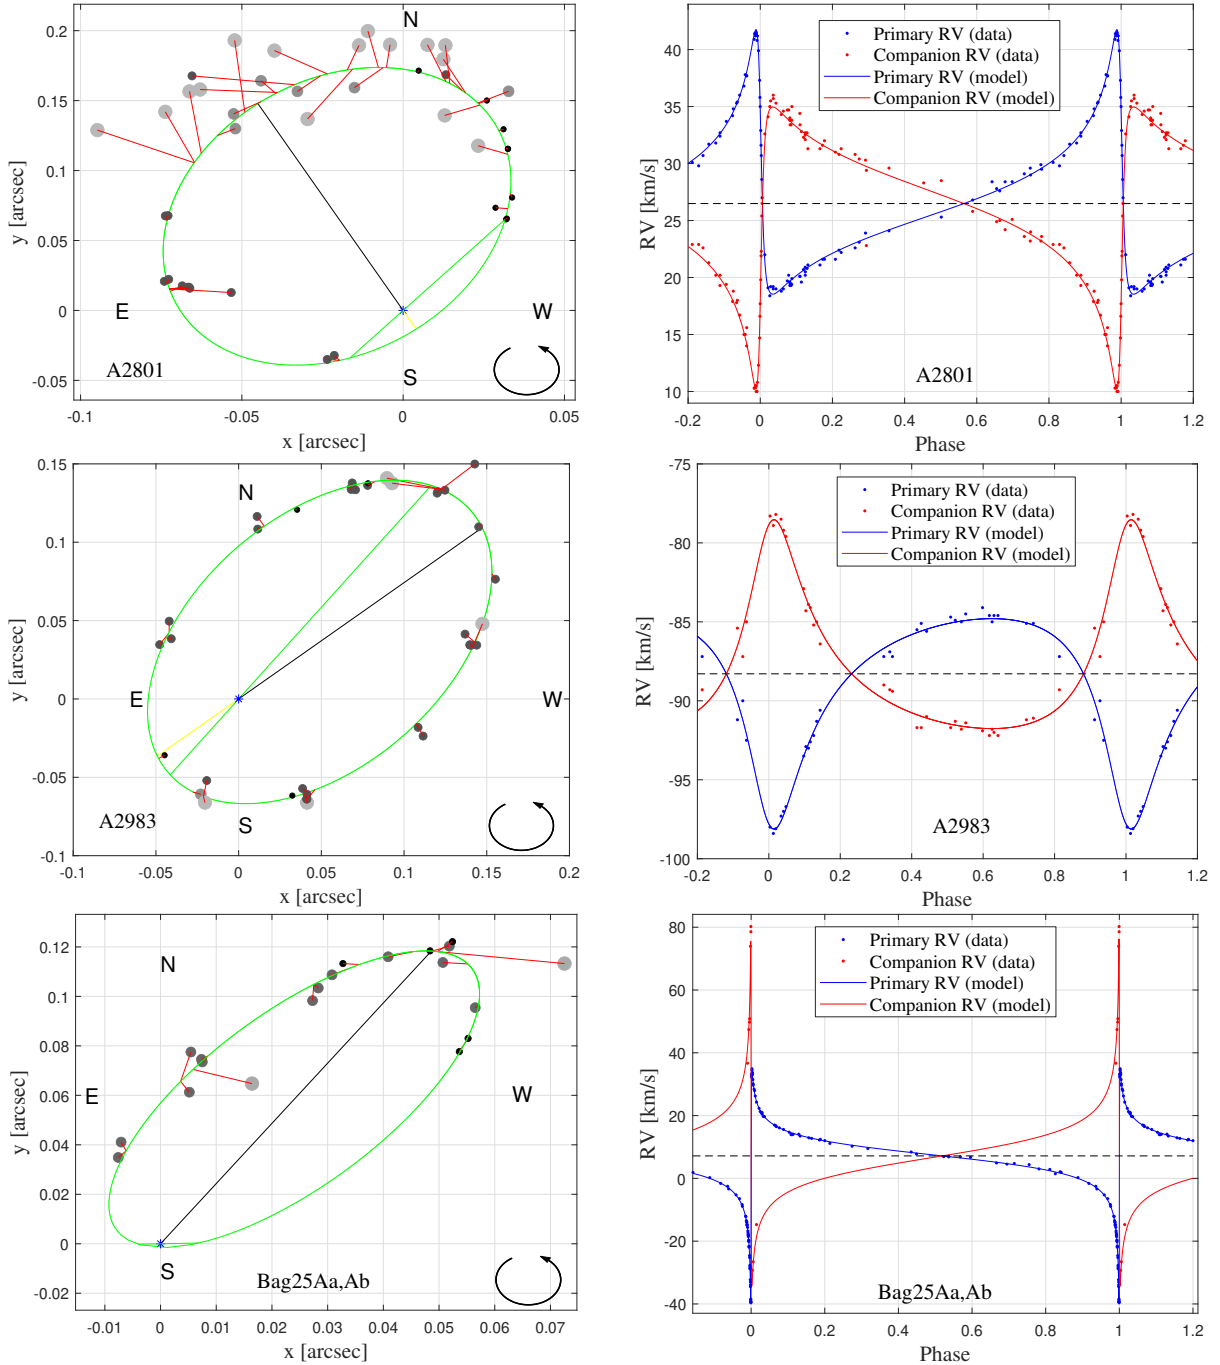 0.2
0.15
0.1
0.05
0
-0.05
y [arcsec]
N
E
W
S
A2801
-0.1
-0.05
0
0.05
x [arcsec]
40
35
30
25
20
15
10
RV [km/s]
Primary RV (data)
Companion RV (data)
Primary RV (model)
Companion RV (model)
A2801
-0.2
0
0.2
0.4
0.6
0.8
1
1.2
Phase
0.15
0.1
0.05
0
-0.05
-0.1
y [arcsec]
N
E
W
S
A2983
-0.1
-0.05
0
0.05
0.1
0.15
0.2
x [arcsec]
-75
-80
-85
-90
-95
-100
RV [km/s]
Primary RV (data)
Companion RV (data)
Primary RV (model)
Companion RV (model)
A2983
-0.2
0
0.2
0.4
0.6
0.8
1
1.2
Phase
0.12
0.1
0.08
0.06
0.04
0.02
0
-0.02
y [arcsec]
N
E
W
S
Bag25Aa,Ab
-0.01
0
0.01
0.02
0.03
0.04
0.05
0.06
0.07
x [arcsec]
80
60
40
20
0
-20
-40
RV [km/s]
Primary RV (data)
Companion RV (data)
Primary RV (model)
Companion RV (model)
Bag25Aa,Ab
0
0.2
0.4
0.6
0.8
1
1.2
Phase